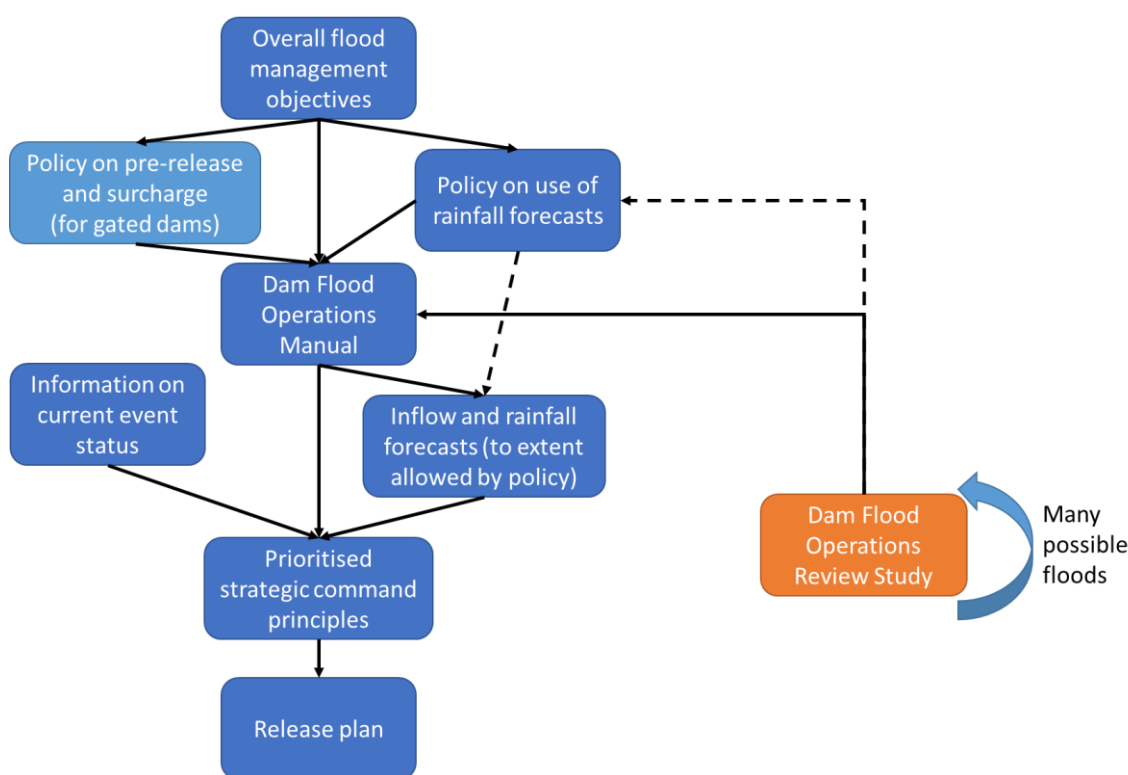 Overall flood
management
objectives
Policy on pre-release
and surcharge
(for gated dams)
Policy on use of
rainfall forecasts
Dam Flood
Operations
Manual
Information on
current event
status
Inflow and rainfall
forecasts (to extent
allowed by policy)
Dam Flood
Operations
Review Study
Many
possible
floods
Prioritised
strategic command
principles
Release plan